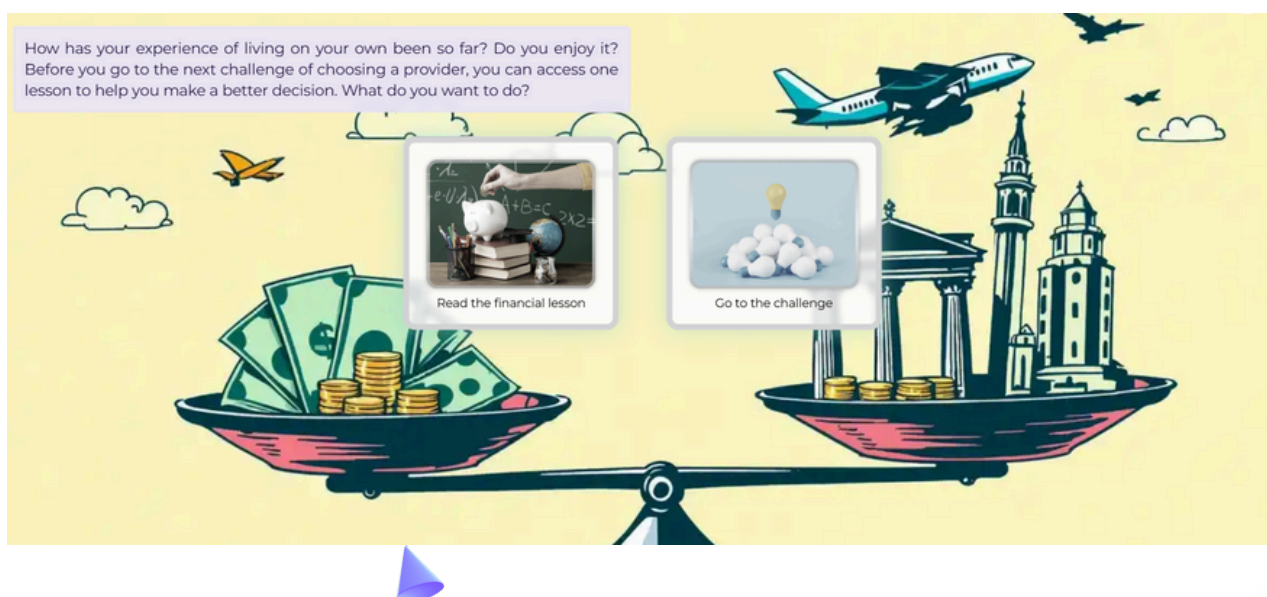 How has your experience of living on your own been so far? Do you enjoy it?
Before you go to the next challenge of choosing a provider, you can access one
lesson to help you make a better decision. What do you want to do?
A+B=C
2X2=
Read the financial lesson
Go to the challenge
$